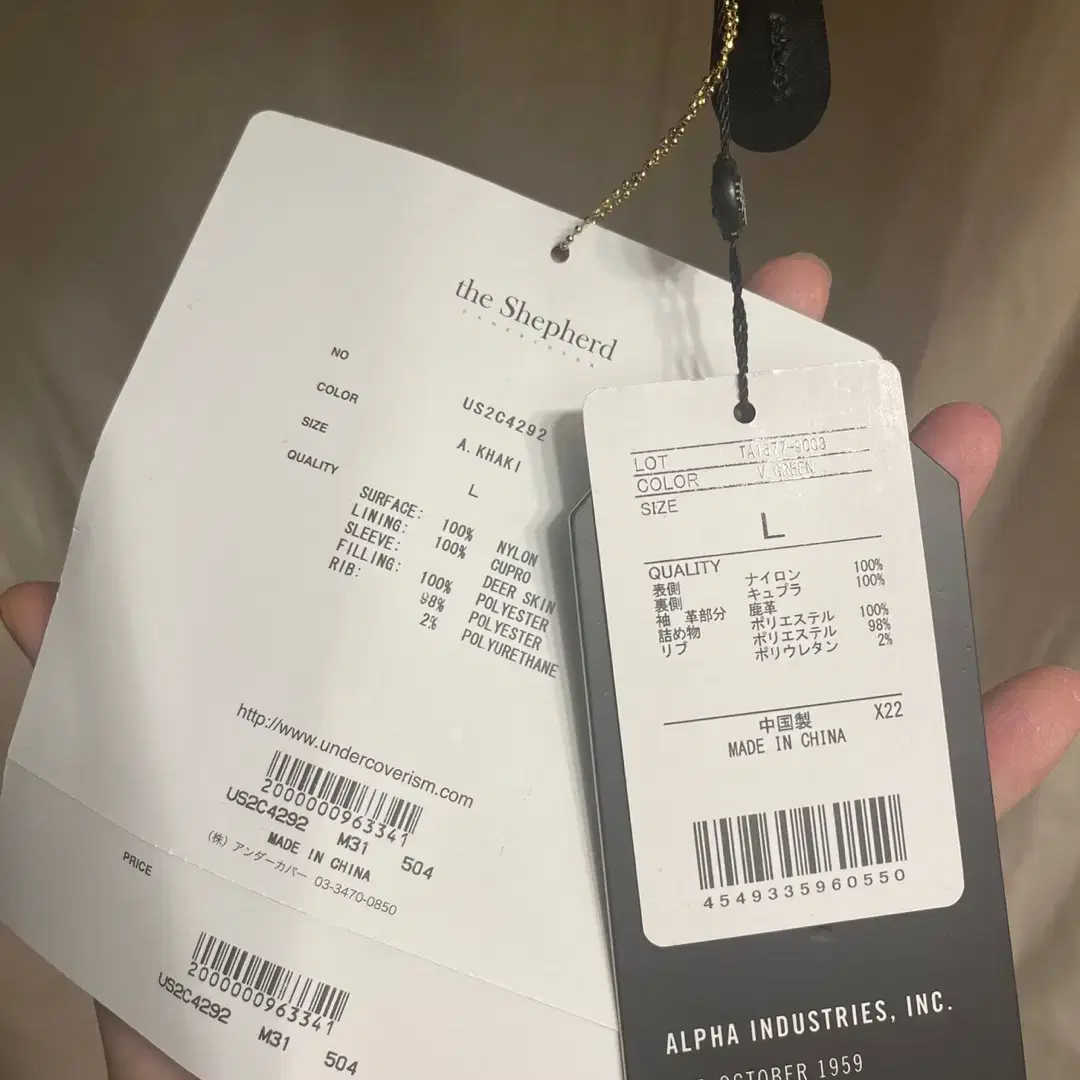 the Shepherd
UNDERCOVER
NO US2C4292
COLOR A.KHAKI
SIZE L
QUALITY
SURFACE: 100% NYLON
LINING: 100% CUPRO
SLEEVE: DEER SKIN
FILLING: 100% POLYESTER
RIB: 98% POLYESTER
2% POLYURETHANE
http://www.undercoverism.com
2000000963341
US2C4292 M31 504
MADE IN CHINA
(株) アンダーカバー 03-3470-0850
PRICE
2000000963341
US2C4292 M31 504
LOT
COLOR V.GREEN
SIZE
L
QUALITY
表側 ナイロン 100%
裏側 キュプラ 100%
袖 革部分 鹿革
詰め物 ポリエステル 100%
リブ ポリエステル 98%
ポリウレタン 2%
中国製 X22
MADE IN CHINA
4549335960550
ALPHA INDUSTRIES, INC.
OCTOBER 1959